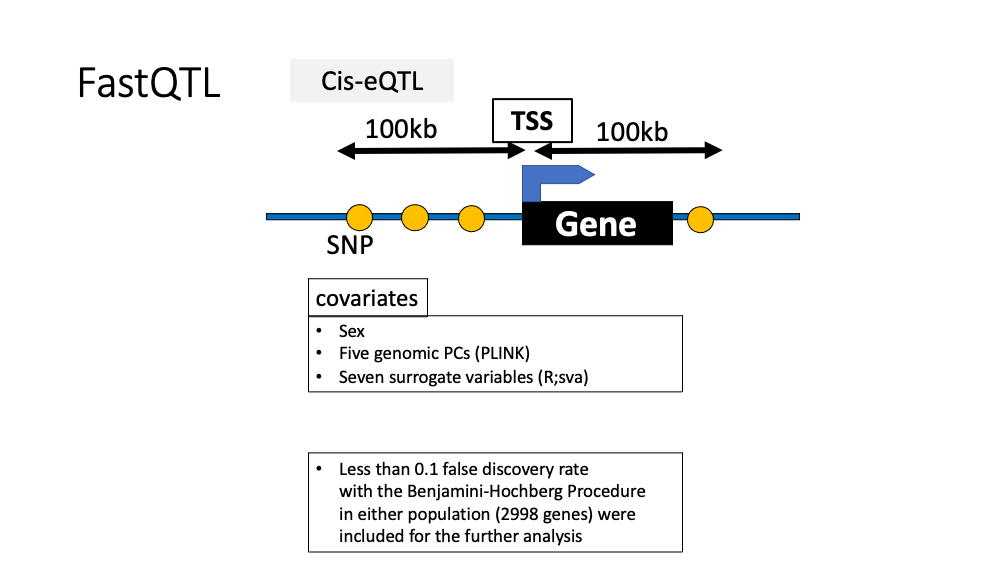 FastQTL
Cis-eQTL
TSS
100kb
100kb
Gene
SNP
covariates
• Sex
• Five genomic PCs (PLINK)
• Seven surrogate variables (R;sva)
• Less than 0.1 false discovery rate
with the Benjamini-Hochberg Procedure
in either population (2998 genes) were
included for the further analysis